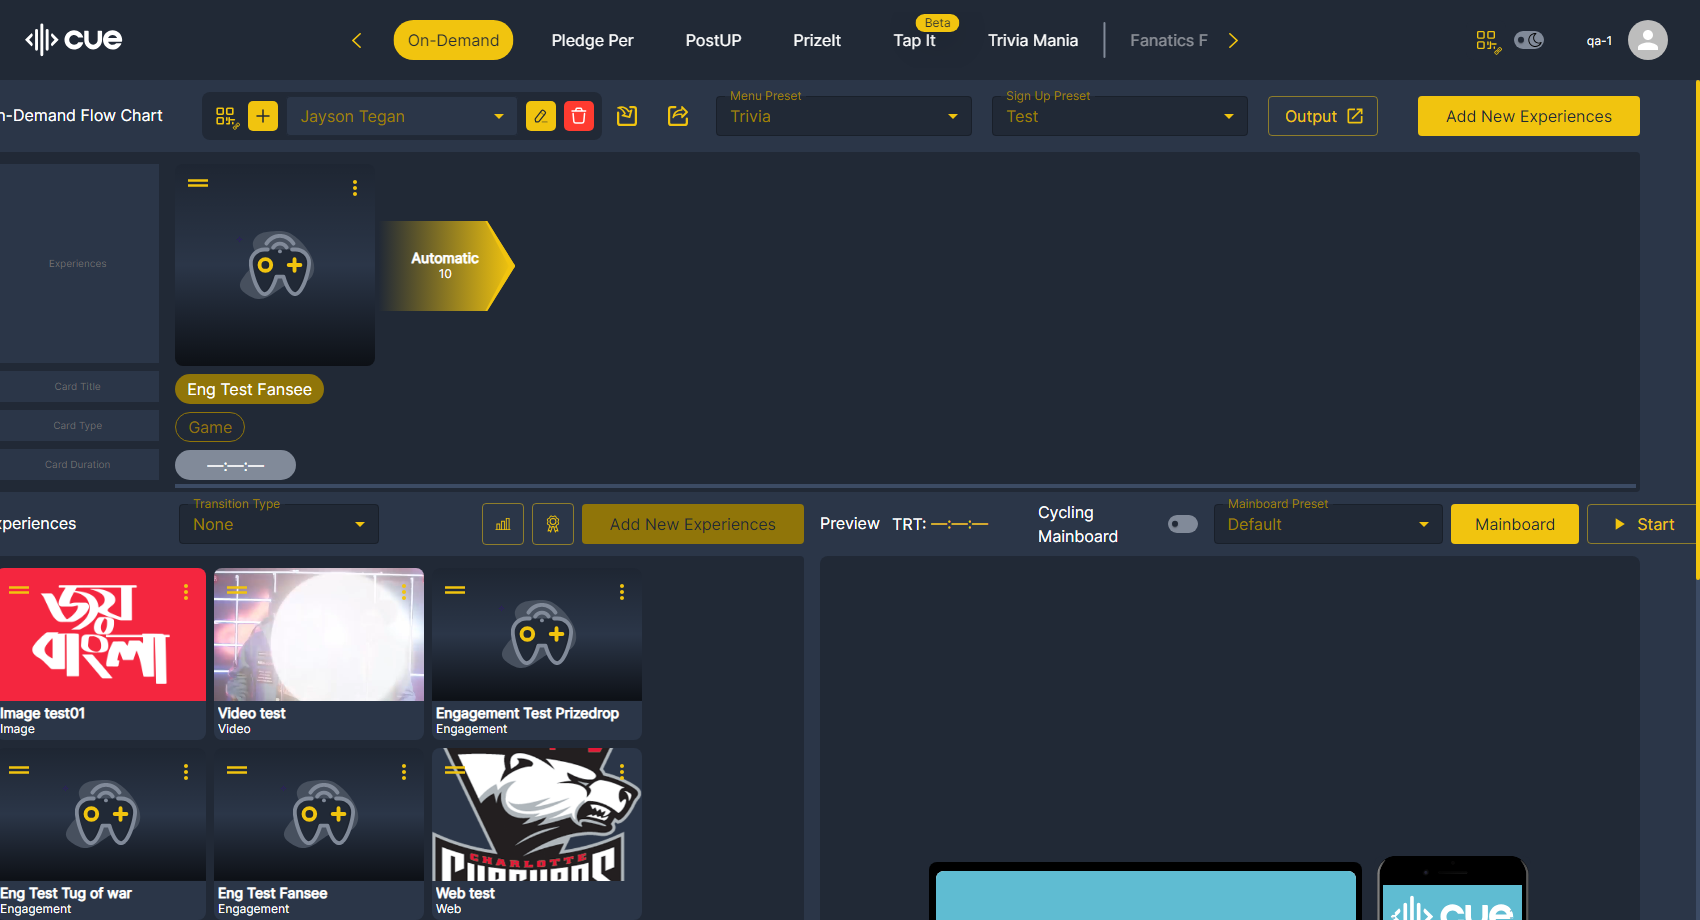 cue
On-Demand
Pledge Per
PostUP
PrizeIt
Beta
Tap It
Trivia Mania
Fanatics F
qa-1
n-Demand Flow Chart
Jayson Tegan
Menu Preset
Trivia
Sign Up Preset
Test
Output
Add New Experiences
Experiences
Automatic
10
Card Title
Eng Test Fansee
Card Type
Game
Card Duration
—:—:—
xperiences
Transition Type
None
Add New Experiences
Preview TRT: —:—:—
Cycling
Mainboard
Mainboard Preset
Default
Mainboard
Start
জয়
বাংলা
Image test01
Image
Video test
Video
Engagement Test Prizedrop
Engagement
Eng Test Tug of war
Engagement
Eng Test Fansee
Engagement
CHARLOTTE
Web test
Web
cue